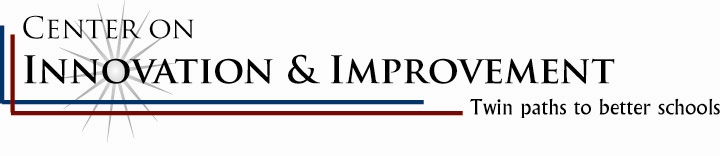 CENTER ON
INNOVATION & IMPROVEMENT
Twin paths to better schools